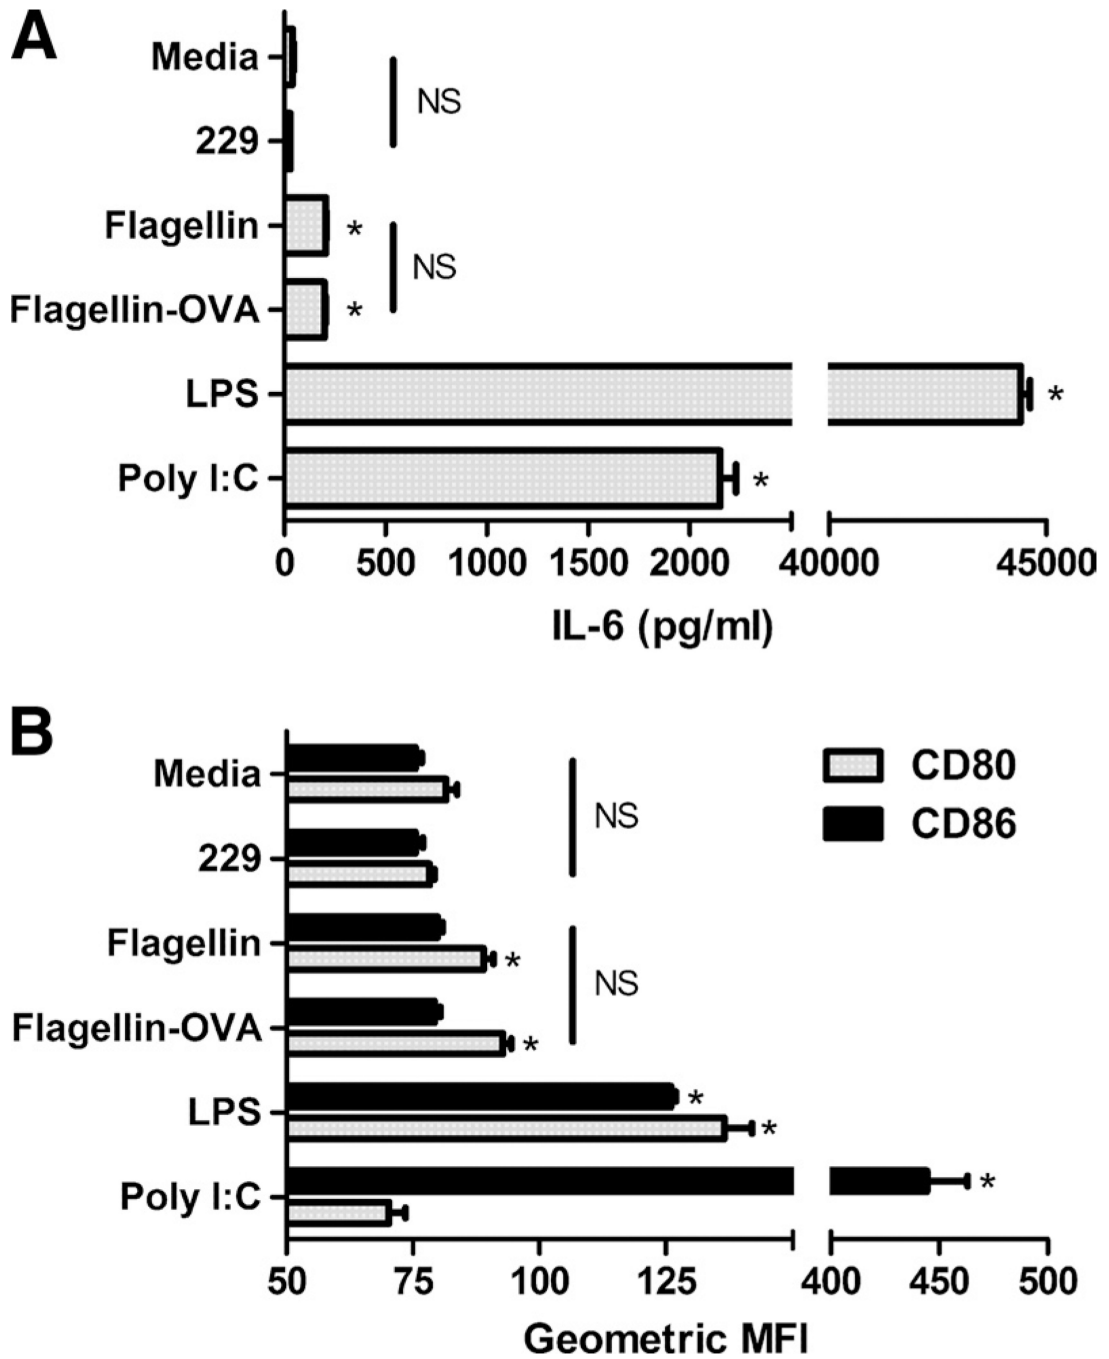 A
Media
NS
229
Flagellin *
NS
Flagellin-OVA *
LPS *
Poly I:C *
0 500 1000 1500 2000 40000 45000
IL-6 (pg/ml)
B
CD80
Media
NS
CD86
229
Flagellin *
NS
Flagellin-OVA *
LPS *
*
Poly I:C *
50 75 100 125 400 450 500
Geometric MFI